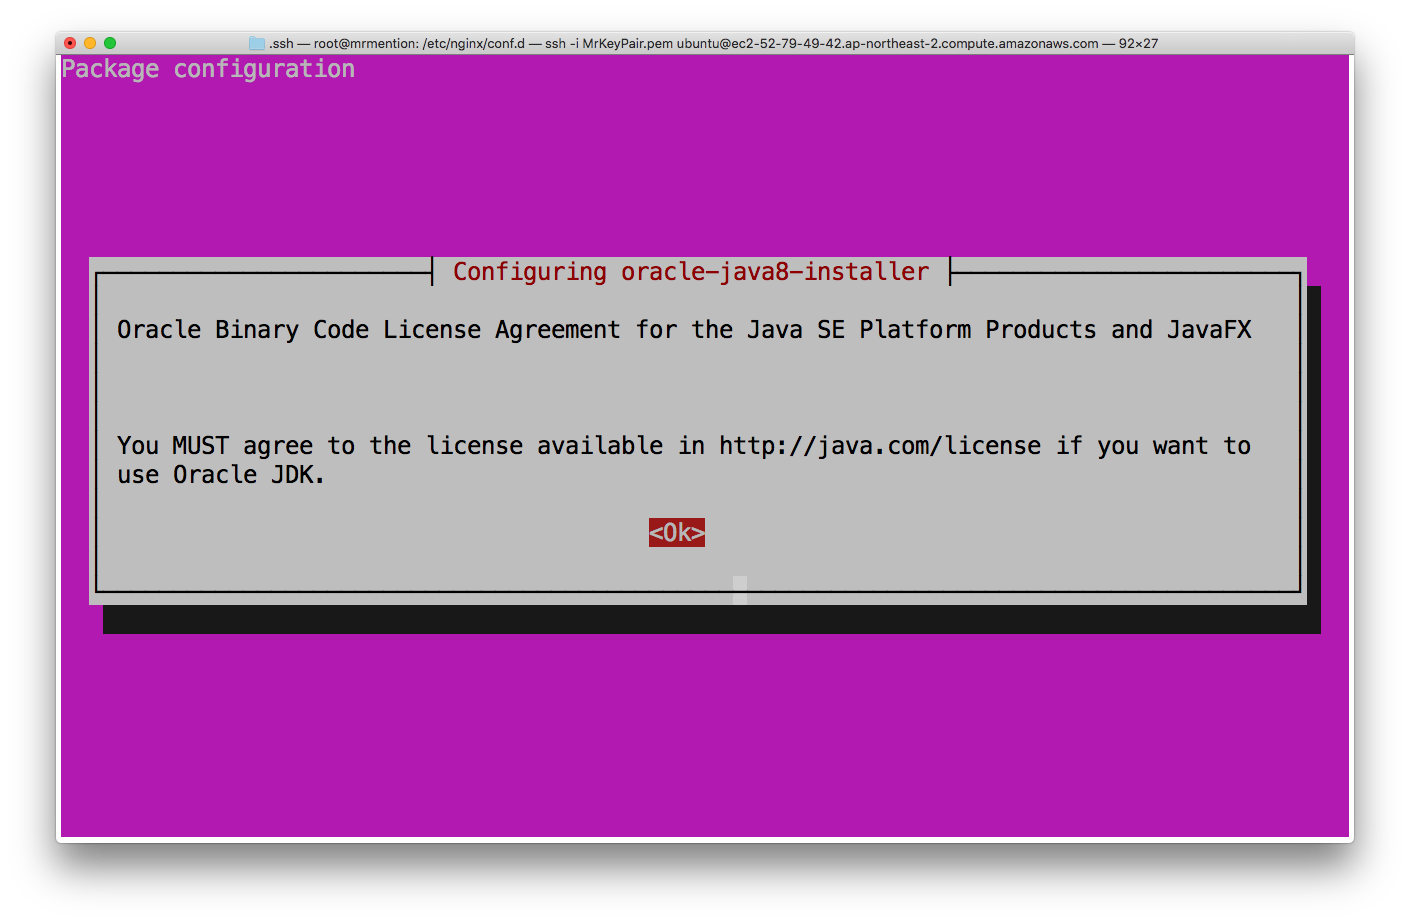 .ssh — root@mrmention: /etc/nginx/conf.d — ssh -i MrKeyPair.pem ubuntu@ec2-52-79-49-42.ap-northeast-2.compute.amazonaws.com — 92×27
Package configuration
Configuring oracle-java8-installer
Oracle Binary Code License Agreement for the Java SE Platform Products and JavaFX
You MUST agree to the license available in http://java.com/license if you want to
use Oracle JDK.
<Ok>